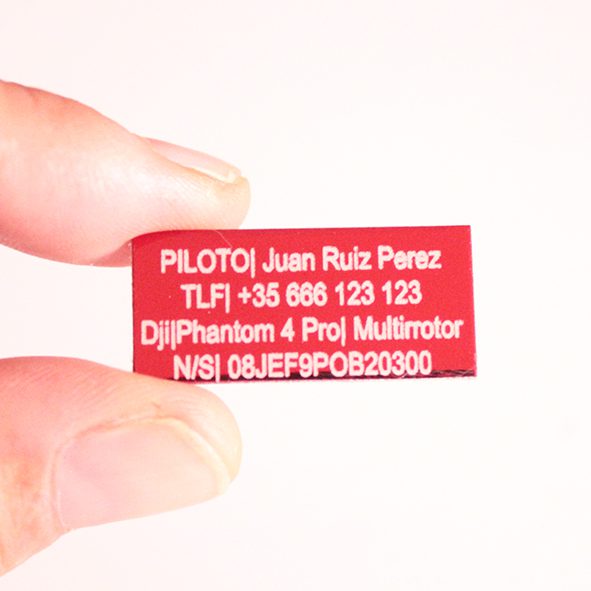 PILOTO| Juan Ruiz Perez
TLF| +35 666 123 123
Dji|Phantom 4 Pro| Multirrotor
N/S| 08JEF9POB20300